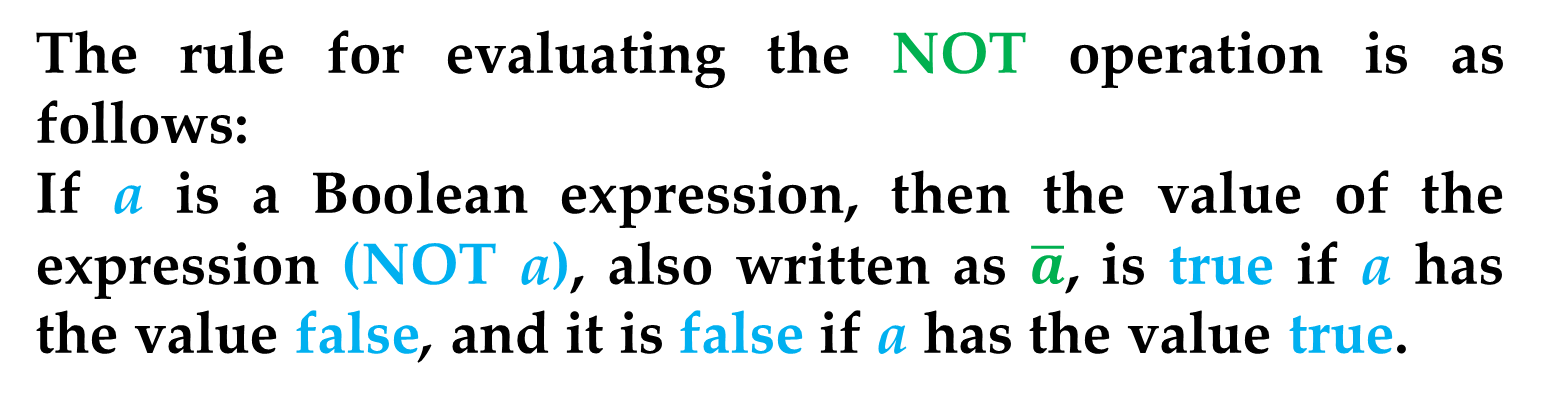 The rule for evaluating the NOT operation is as
follows:
If a is a Boolean expression, then the value of the
expression (NOT a), also written as a̅, is true if a has
the value false, and it is false if a has the value true.